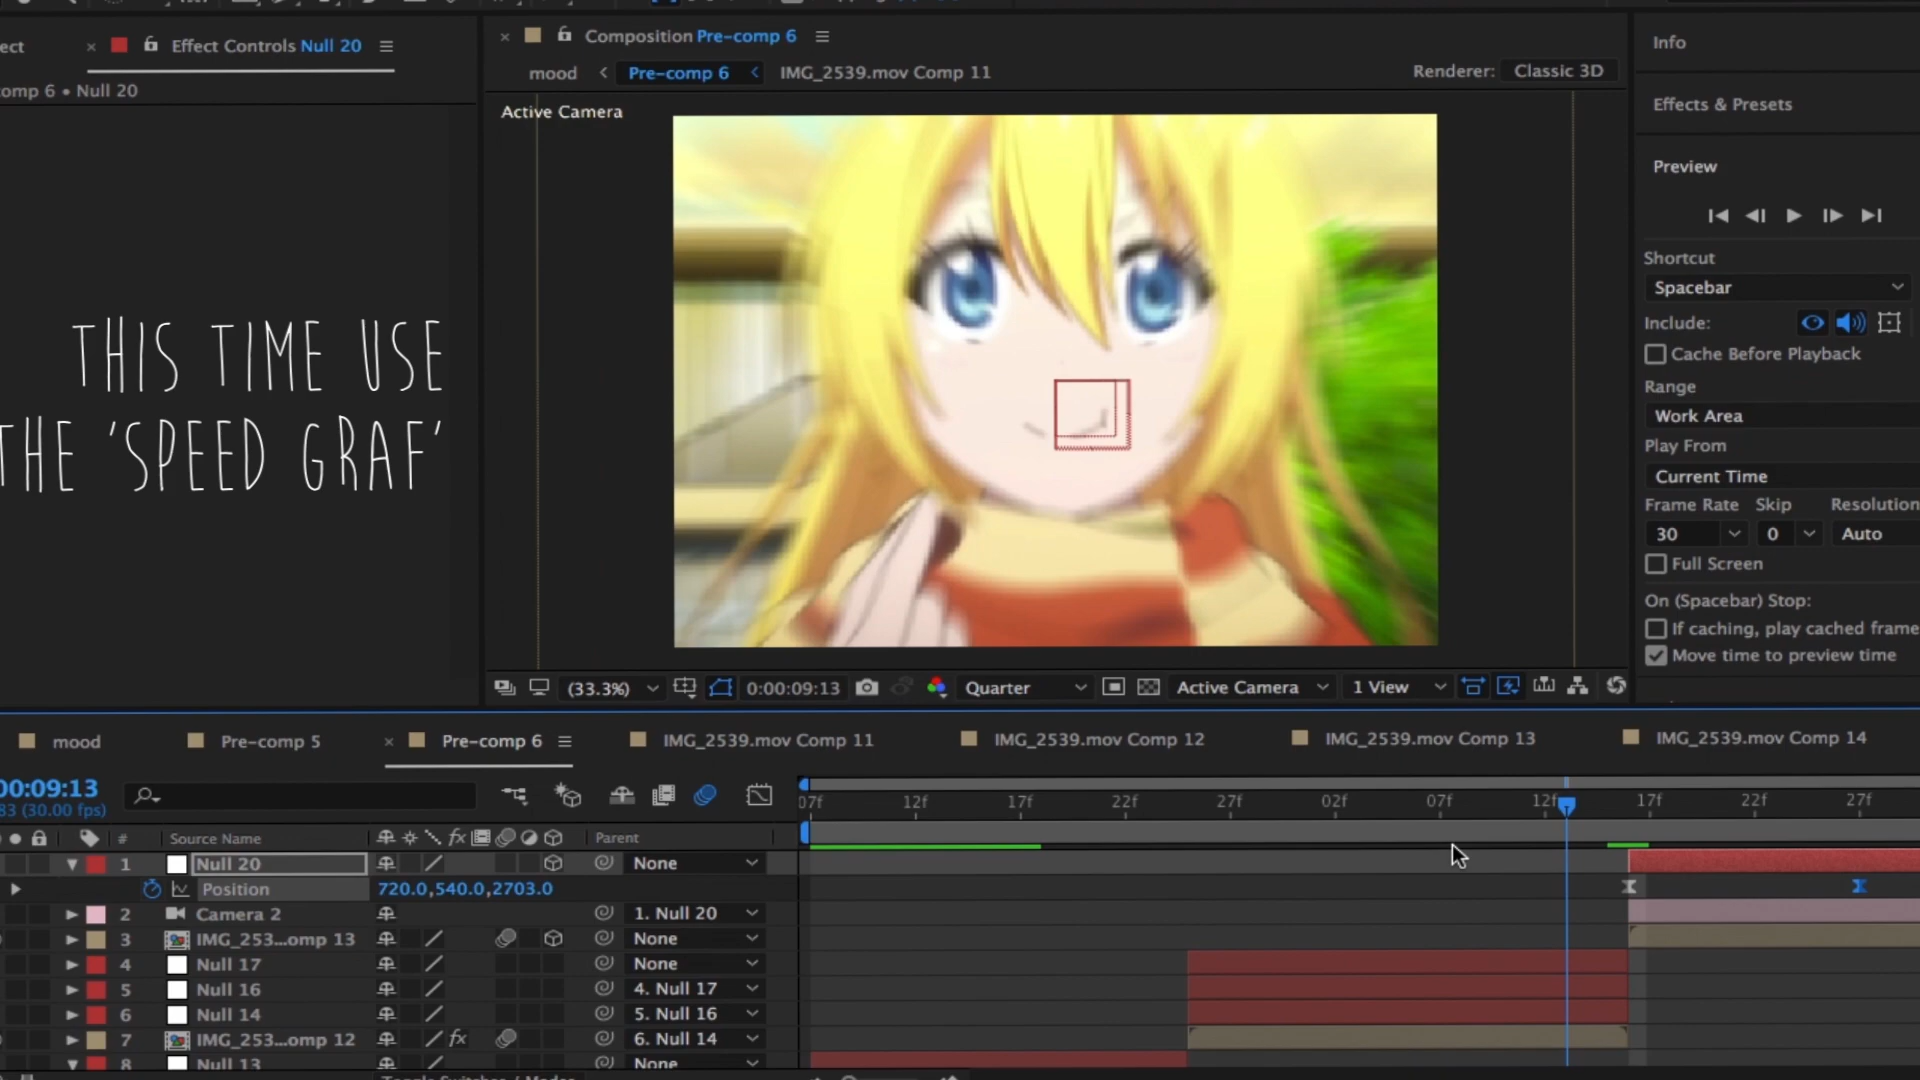 ect
Effect Controls Null 20
omp 6 • Null 20
THIS TIME USE
THE 'SPEED GRAF'
Composition Pre-comp 6
mood
Pre-comp 6
IMG_2539.mov Comp 11
Renderer: Classic 3D
Active Camera
(33.3%)
0:00:09:13
Quarter
Active Camera
1 View
Info
Effects & Presets
Preview
Shortcut
Spacebar
Include:
Cache Before Playback
Range
Work Area
Play From
Current Time
Frame Rate Skip Resolution
30 0 Auto
Full Screen
On (Spacebar) Stop:
If caching, play cached frame
Move time to preview time
mood
Pre-comp 5
Pre-comp 6
IMG_2539.mov Comp 11
IMG_2539.mov Comp 12
IMG_2539.mov Comp 13
IMG_2539.mov Comp 14
00:09:13
83 (30.00 fps)
07f 12f 17f 22f 27f 02f 07f 12f 17f 22f 27f
# Source Name fx Parent
1 Null 20 None
Position 720.0,540.0,2703.0
2 Camera 2 1. Null 20
3 IMG_253...omp 13 None
4 Null 17 None
5 Null 16 4. Null 17
6 Null 14 5. Null 16
7 IMG_253...omp 12 fx 6. Null 14
8 Null 13 None
Toggle Switches / Modes